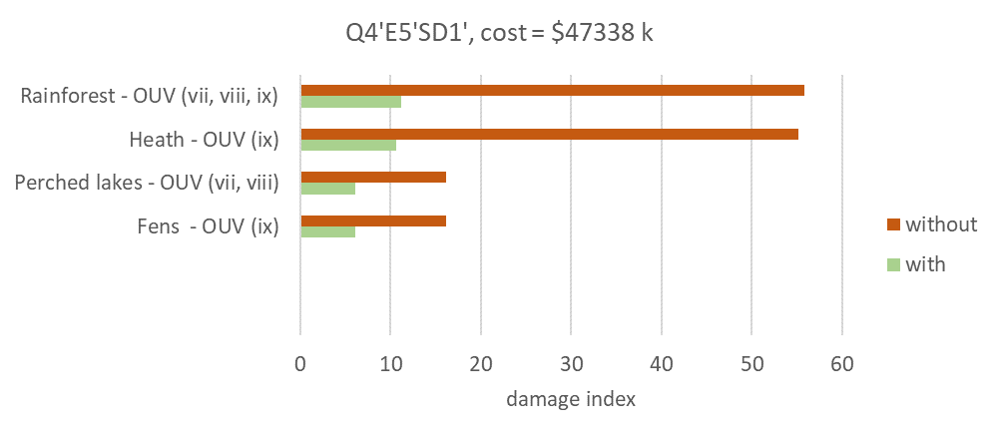 Q4'E5'SD1', cost = $47338 k
Rainforest - OUV (vii, viii, ix)
Heath - OUV (ix)
Perched lakes - OUV (vii, viii)
Fens  - OUV (ix)
without
with
0 10 20 30 40 50 60
damage index